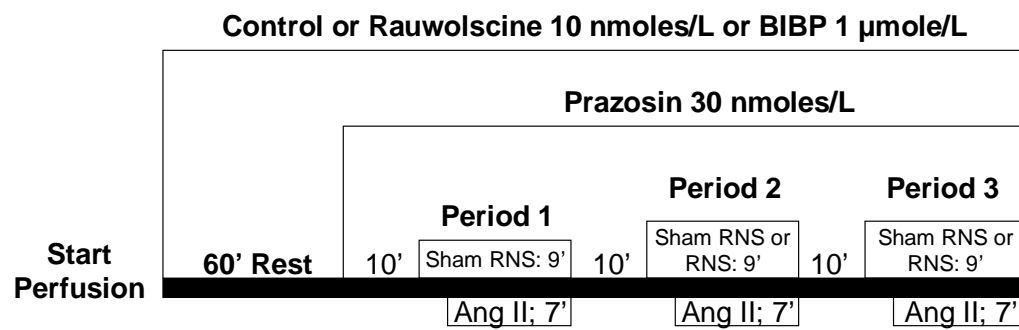 Control or Rauwolscine 10 nmoles/L or BIBP 1 µmole/L
Prazosin 30 nmoles/L
Period 1
Period 2
Period 3
Start
Perfusion
60’ Rest
10’
Sham RNS: 9’
10’
Sham RNS or
RNS: 9’
10’
Sham RNS or
RNS: 9’
Ang II; 7’
Ang II; 7’
Ang II; 7’